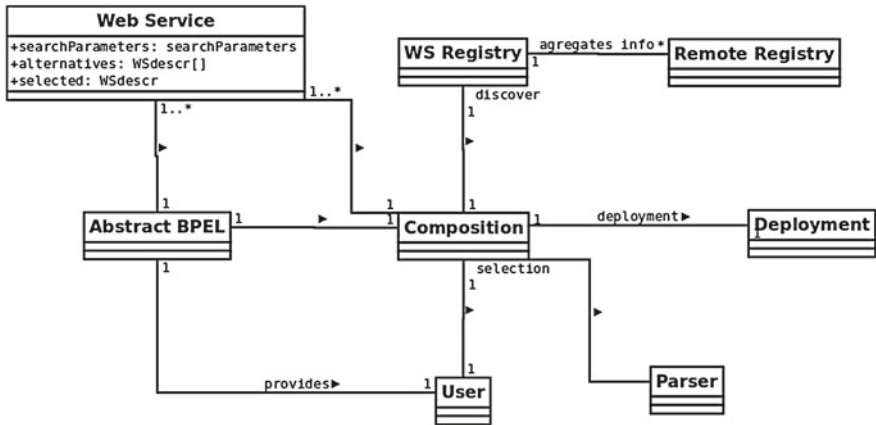 Web Service
+searchParameters: searchParameters
+alternatives: WSdescr[]
+selected: WSdescr
1..*
1..*
WS Registry
agregates info*
1
Remote Registry
discover
1
1
1
1
Abstract BPEL
1
1
Composition
1
deployment
Deployment
1
1
selection
1
1
provides
1
User
Parser